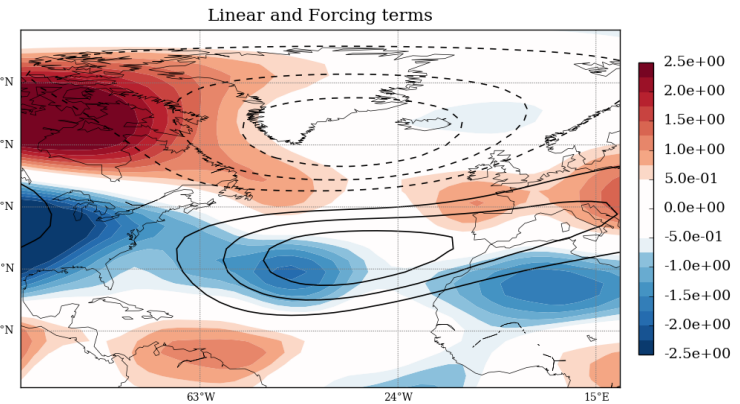 Linear and Forcing terms
2.5e+00
°N
2.0e+00
1.5e+00
°N
1.0e+00
5.0e-01
°N
0.0e+00
-5.0e-01
°N
-1.0e+00
-1.5e+00
°N
-2.0e+00
-2.5e+00
63°W
24°W
15°E